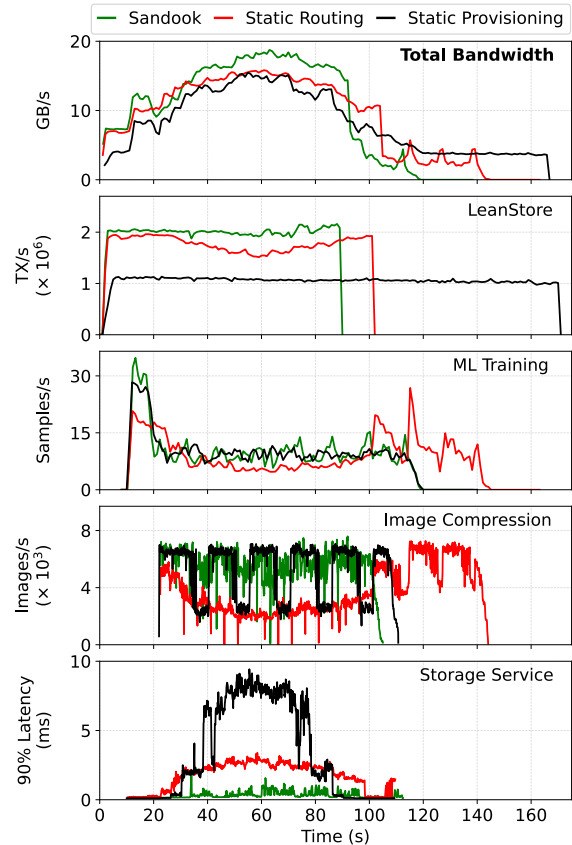 Sandook Static Routing Static Provisioning
Total Bandwidth
GB/s
20
10
0
LeanStore
TX/s
(× 10⁶)
2
1
0
ML Training
Samples/s
30
15
0
Image Compression
Images/s
(× 10³)
8
4
0
Storage Service
90% Latency
(ms)
10
5
0
0 20 40 60 80 100 120 140 160
Time (s)